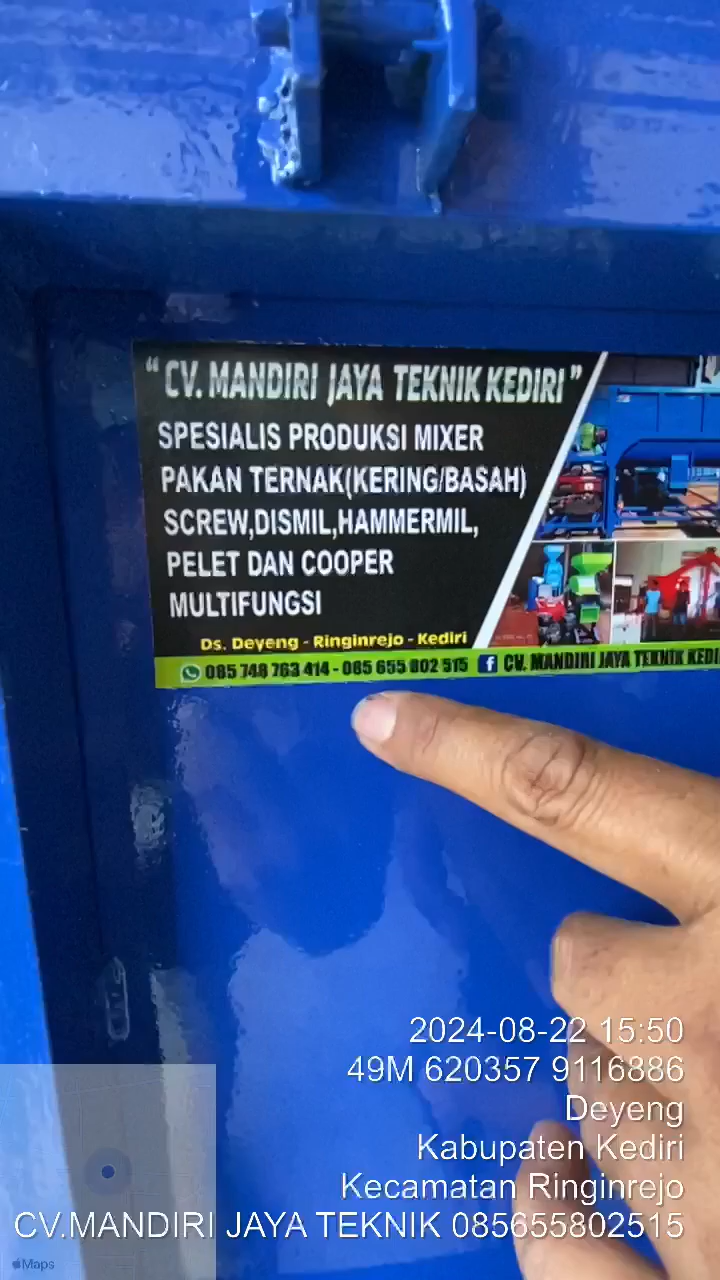 “ CV. MANDIRI JAYA TEKNIK KEDIRI ”
SPESIALIS PRODUKSI MIXER
PAKAN TERNAK(KERING/BASAH)
SCREW,DISMIL,HAMMERMIL,
PELET DAN COOPER
MULTIFUNGSI
Ds. Deyeng - Ringinrejo - Kediri
085 748 763 414 - 085 655 802 515 f CV. MANDIRI JAYA TEKNIK KEDI
2024-08-22 15:50
49M 620357 9116886
Deyeng
Kabupaten Kediri
Kecamatan Ringinrejo
CV.MANDIRI JAYA TEKNIK 085655802515
Maps